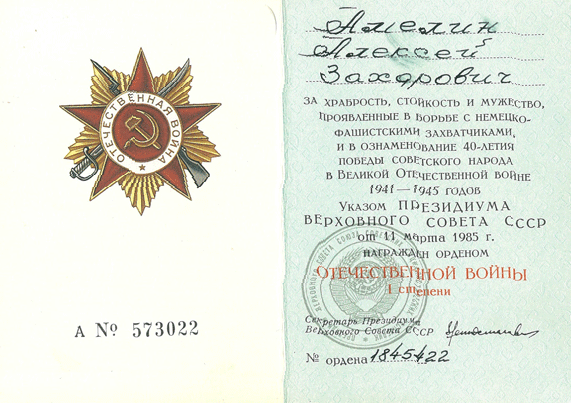 ОТЕЧЕСТВЕННАЯ ВОЙНА
А № 573022
Амелин
Алексей
Захарович
ЗА ХРАБРОСТЬ, СТОЙКОСТЬ И МУЖЕСТВО,
ПРОЯВЛЕННЫЕ В БОРЬБЕ С НЕМЕЦКО-
ФАШИСТСКИМИ ЗАХВАТЧИКАМИ,
И В ОЗНАМЕНОВАНИЕ 40-ЛЕТИЯ
ПОБЕДЫ СОВЕТСКОГО НАРОДА
В ВЕЛИКОЙ ОТЕЧЕСТВЕННОЙ ВОЙНЕ
1941—1945 ГОДОВ
УКАЗОМ ПРЕЗИДИУМА
ВЕРХОВНОГО СОВЕТА СССР
от 11 марта 1985 г.
НАГРАЖДЕН ОРДЕНОМ
ОТЕЧЕСТВЕННОЙ ВОЙНЫ
I степени
Секретарь Президиума
Верховного Совета СССР
№ ордена 1845422